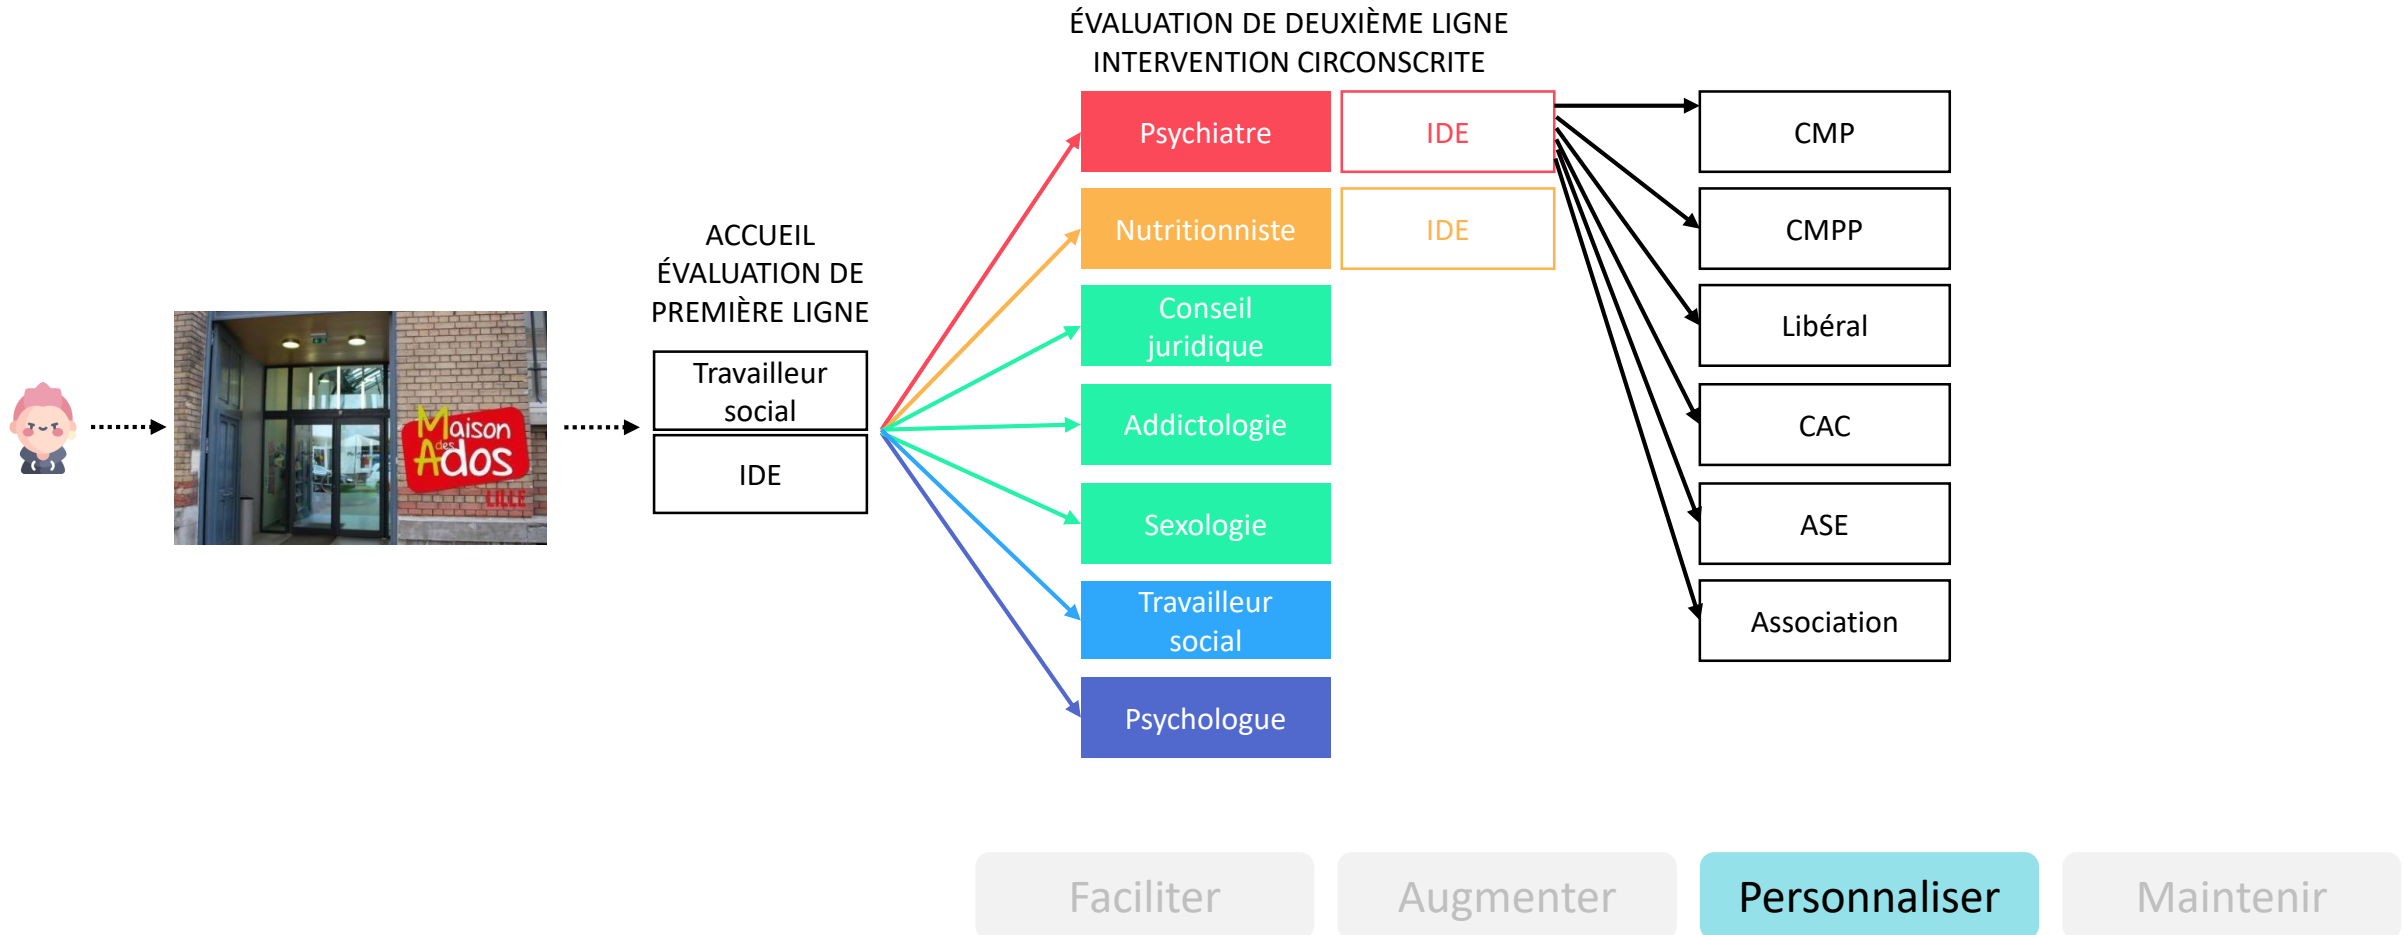 ÉVALUATION DE DEUXIÈME LIGNE
INTERVENTION CIRCONSCRITE
ACCUEIL
ÉVALUATION DE
PREMIÈRE LIGNE
Travailleur
social
IDE
Maison
des
Ados
LILLE
Psychiatre
IDE
Nutritionniste
IDE
Conseil
juridique
Addictologie
Sexologie
Travailleur
social
Psychologue
CMP
CMPP
Libéral
CAC
ASE
Association
Faciliter
Augmenter
Personnaliser
Maintenir